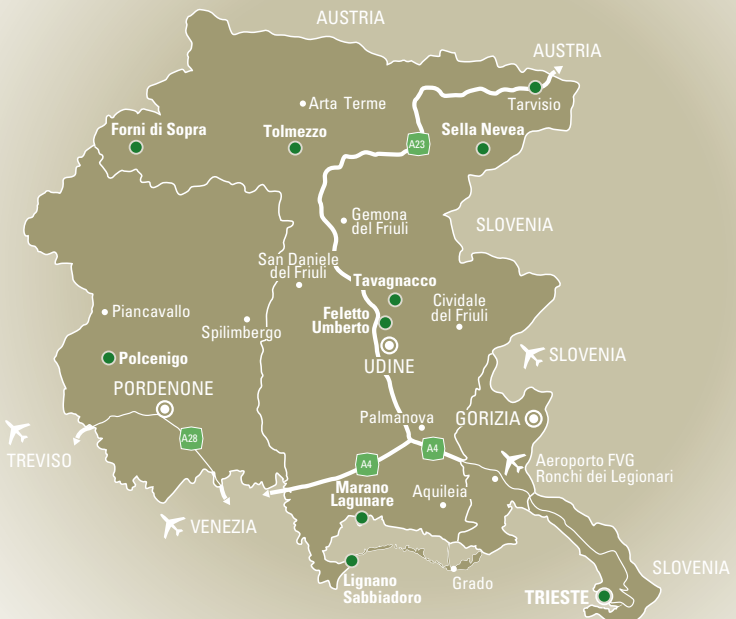 AUSTRIA
AUSTRIA
Tarvisio
Arta Terme
Forni di Sopra
Tolmezzo
A23
Sella Nevea
Gemona
del Friuli
SLOVENIA
San Daniele
del Friuli
Tavagnacco
Piancavallo
Spilimbergo
Feletto
Umberto
Cividale
del Friuli
Polcenigo
UDINE
SLOVENIA
PORDENONE
Palmanova
GORIZIA
TREVISO
A28
A4
A4
Aeroporto FVG
Ronchi dei Legionari
Marano
Lagunare
Aquileia
VENEZIA
Lignano
Sabbiadoro
Grado
TRIESTE
SLOVENIA